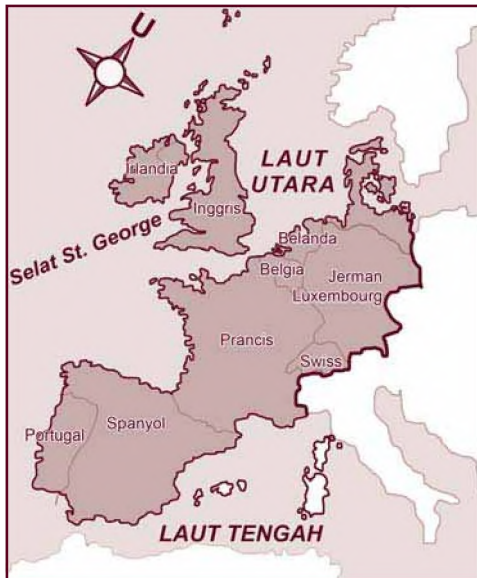 U
LAUT
UTARA
Irlandia
Inggris
Selat St. George
Belanda
Belgia
Jerman
Luxembourg
Prancis
Swiss
Portugal
Spanyol
LAUT TENGAH